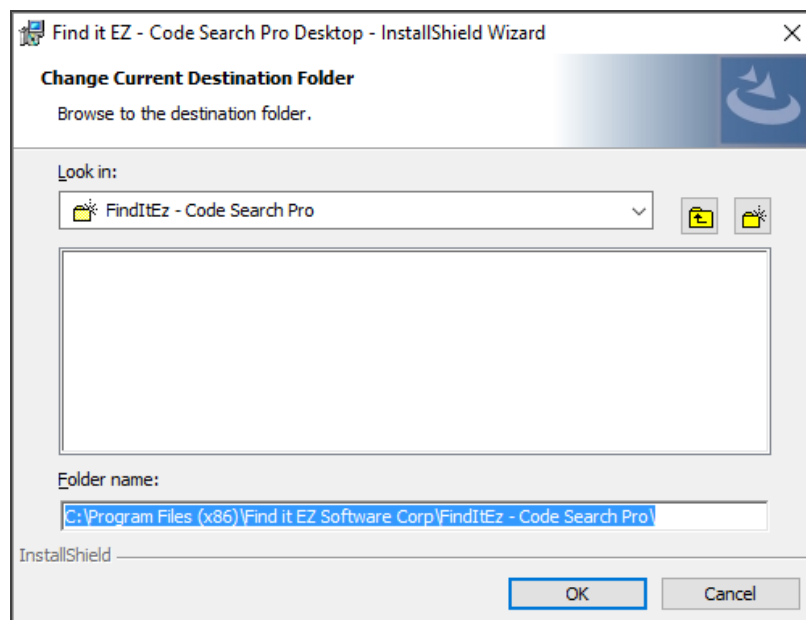 Find it EZ - Code Search Pro Desktop - InstallShield Wizard
Change Current Destination Folder
Browse to the destination folder.
Look in:
FindItEz - Code Search Pro
Folder name:
C:\Program Files (x86)\Find it EZ Software Corp\FindItEz - Code Search Pro\
InstallShield
OK Cancel